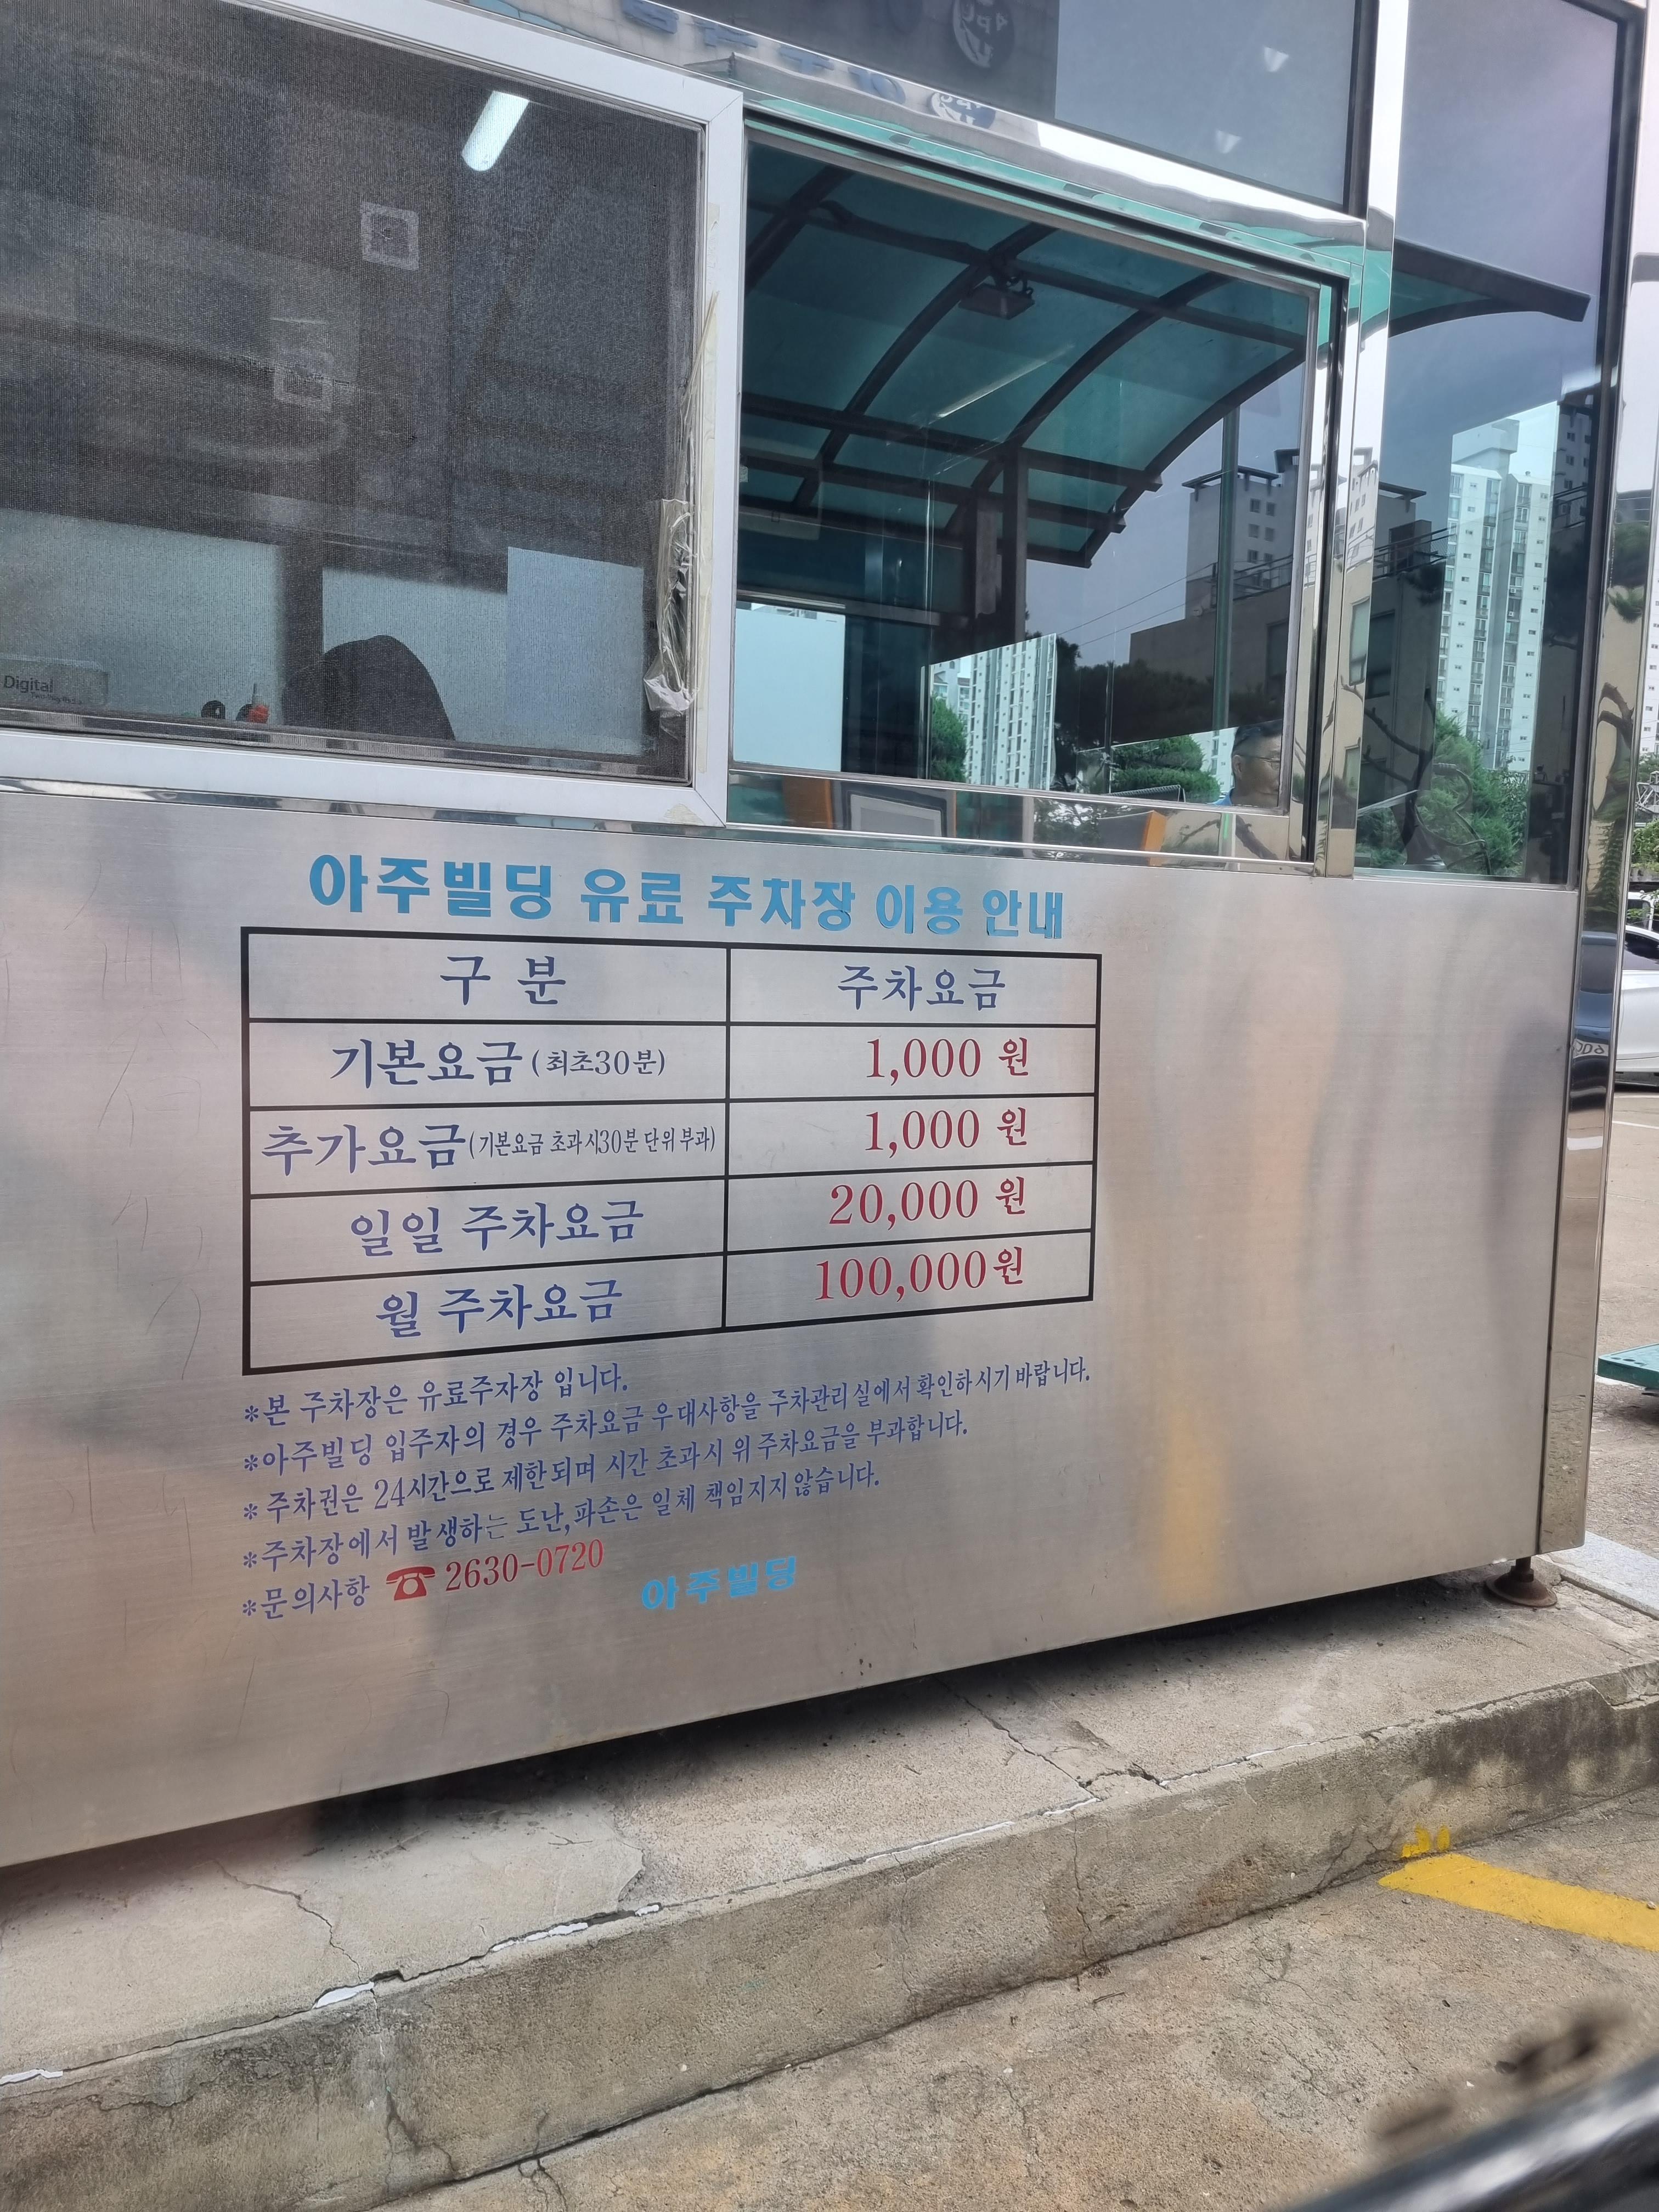 Digital
아주빌딩 유료 주차장 이용 안내
구 분 주차요금
기본요금 (최초30분) 1,000 원
추가요금 (기본요금 초과시30분 단위 부과) 1,000 원
일일 주차요금 20,000 원
월 주차요금 100,000원
*본 주차장은 유료주자장 입니다.
*아주빌딩 입주자의 경우 주차요금 우대사항을 주차관리실에서 확인하시기 바랍니다.
*주차권은 24시간으로 제한되며 시간 초과시 위 주차요금을 부과합니다.
*주차장에서 발생하는 도난,파손은 일체 책임지지 않습니다.
*문의사항 ☎ 2630-0720
아주빌딩